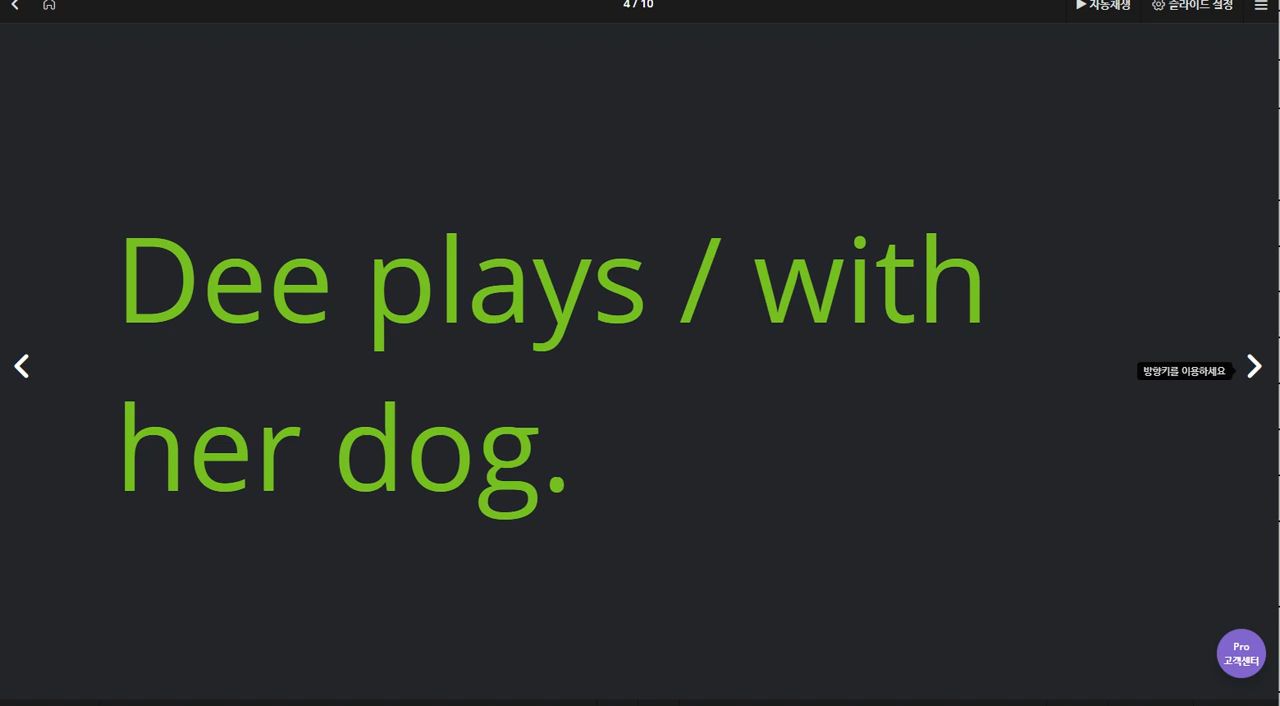 4 / 10
자동재생
슬라이드 설정
Dee plays / with
her dog.
방향키를 이용하세요
Pro
고객센터